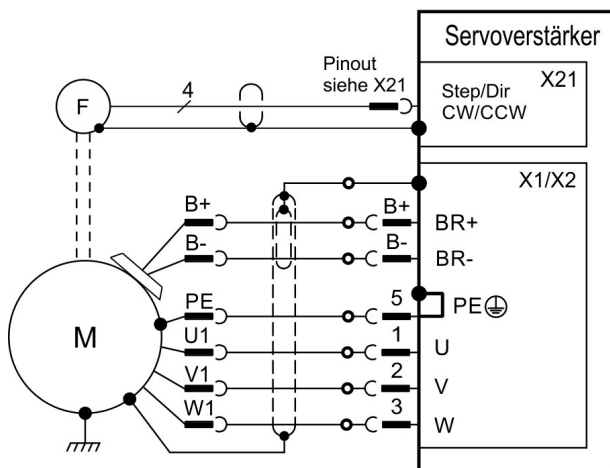 Servoverstärker
Pinout
siehe X21
X21
Step/Dir
CW/CCW
F
4
X1/X2
B+
B+
BR+
B-
B-
BR-
PE
5
PE
M
U1
1
U
V1
2
V
W1
3
W